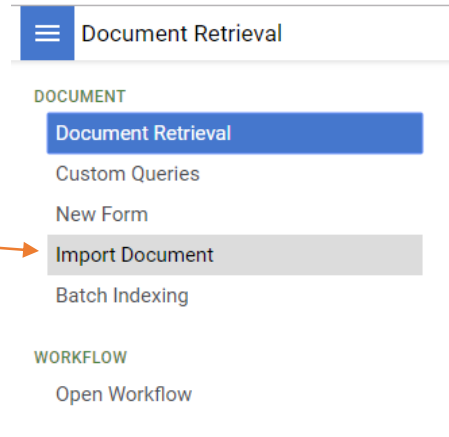 Document Retrieval
DOCUMENT
Document Retrieval
Custom Queries
New Form
Import Document
Batch Indexing
WORKFLOW
Open Workflow